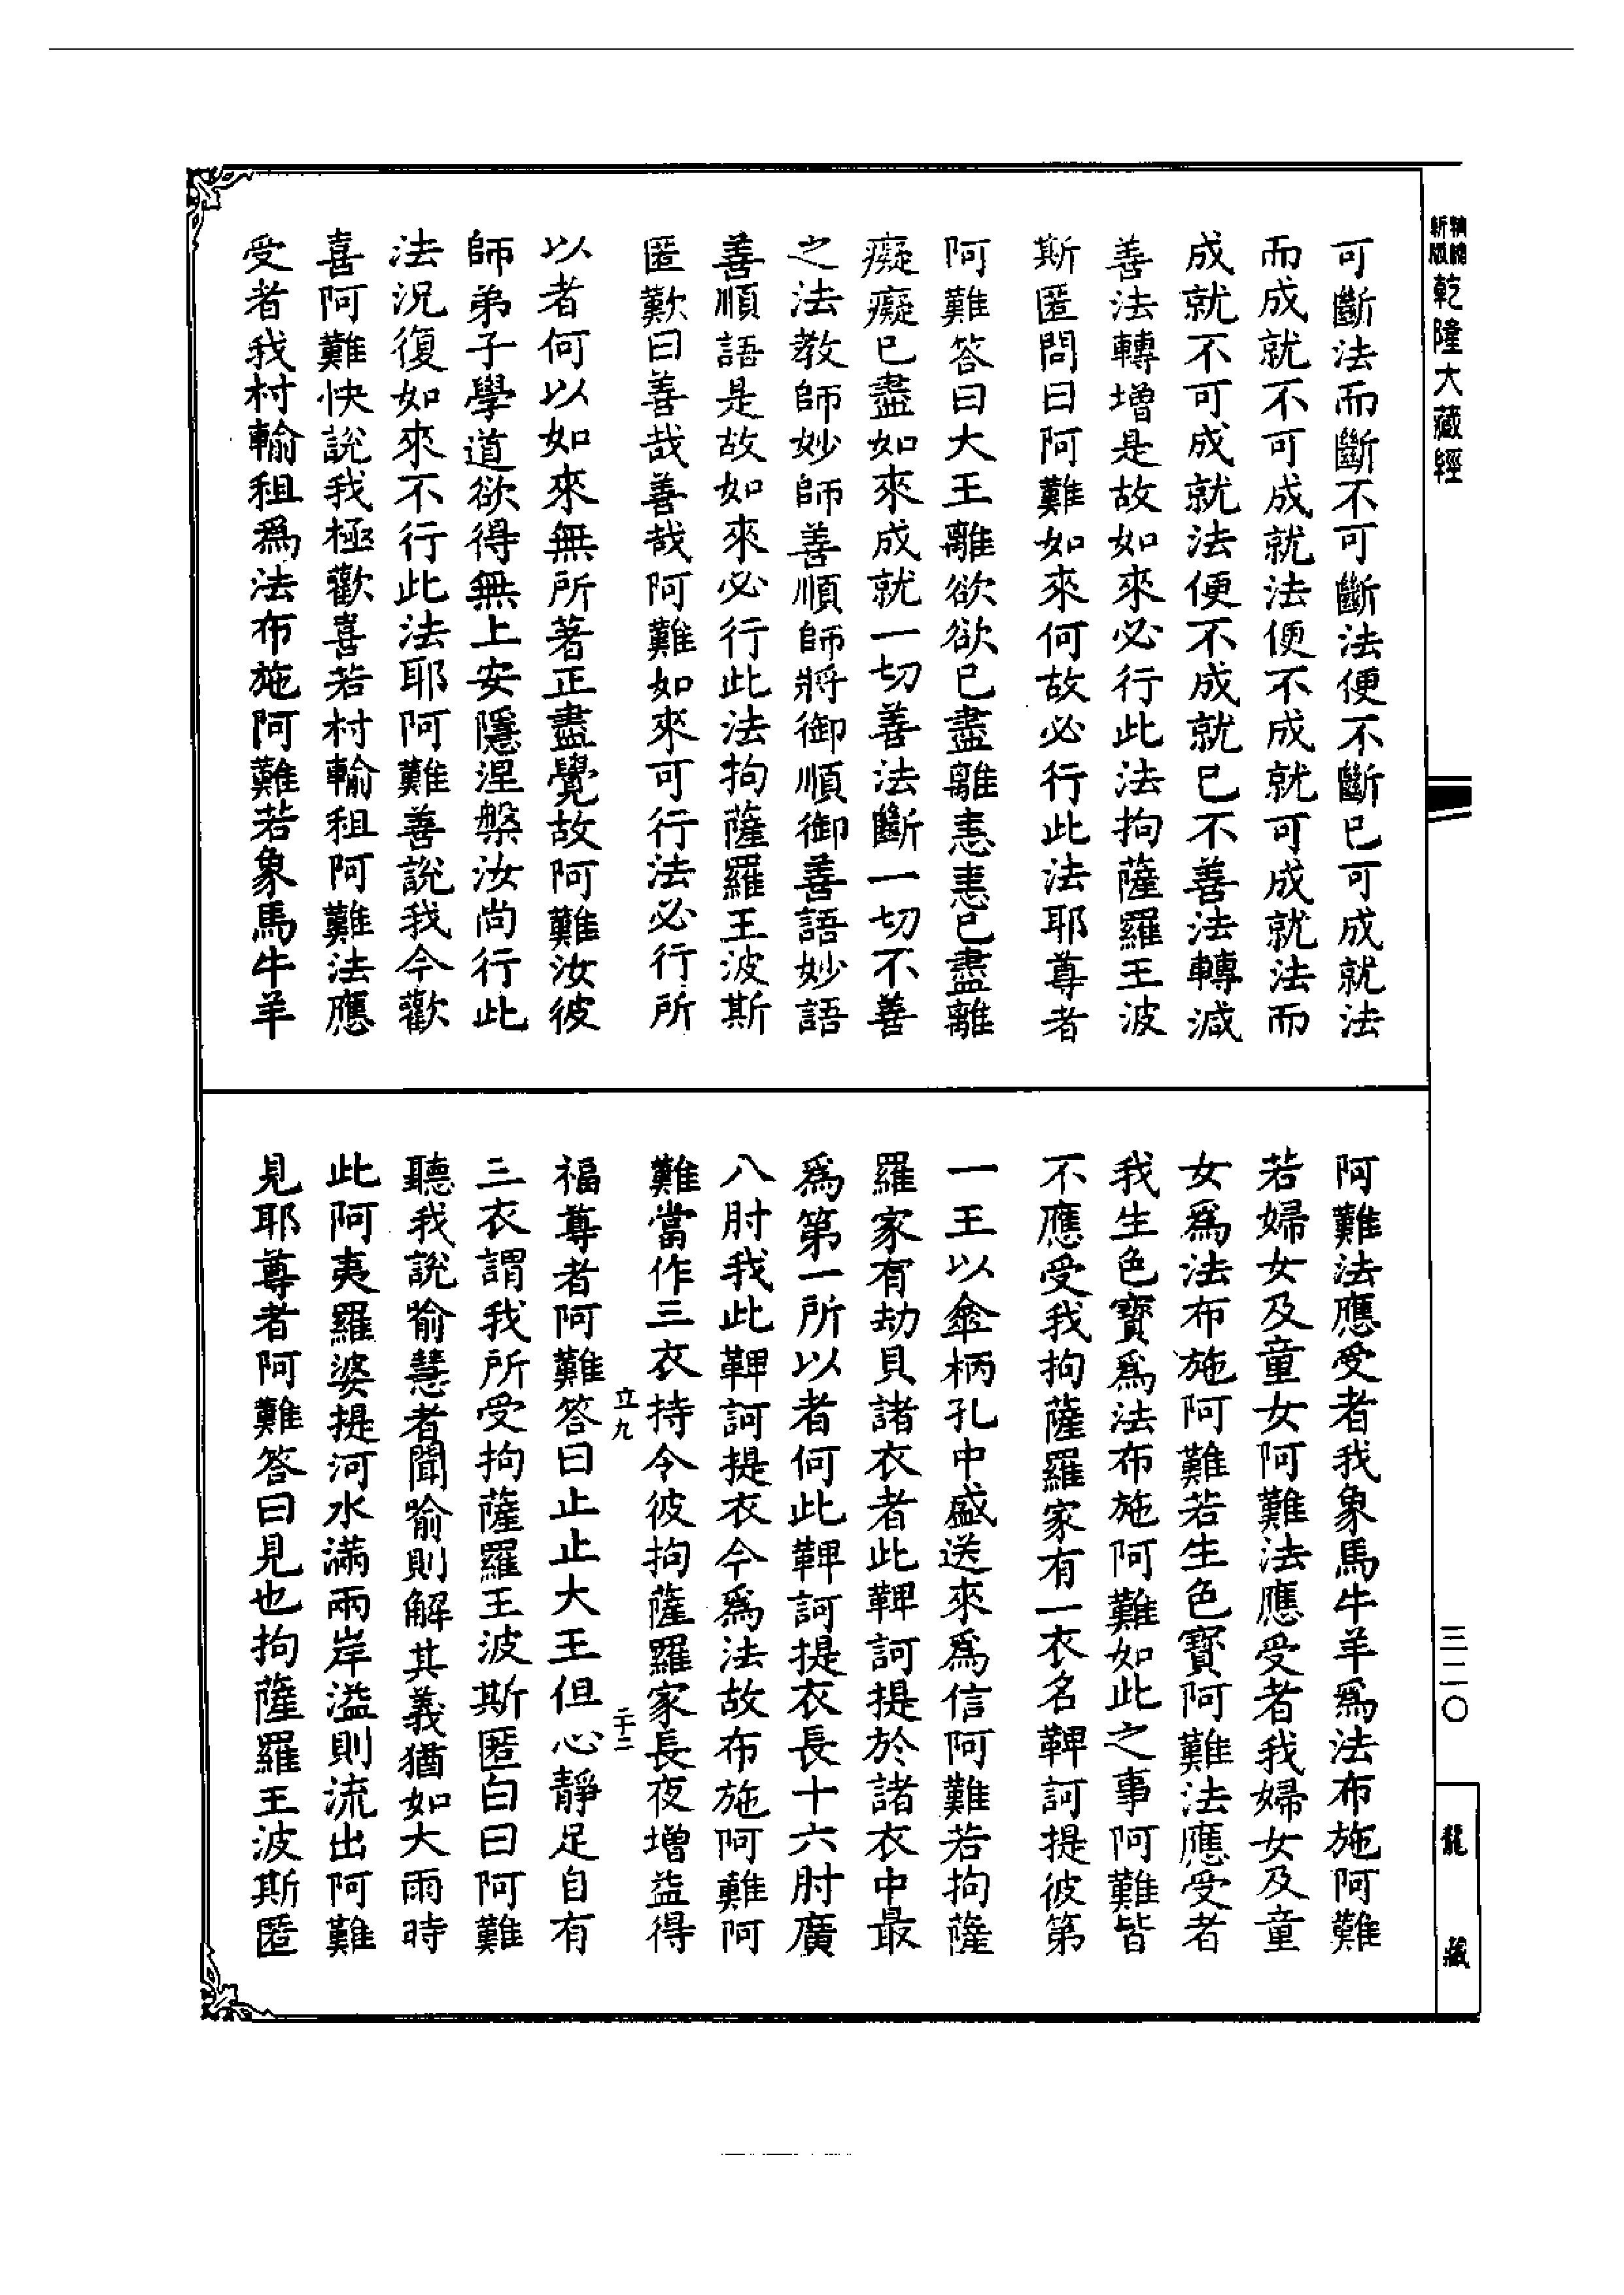 新版
精縮
乾隆大藏經
可斷法而斷不可斷法便不斷已可成就法
而成就不可成就法便不成就可成就法而
成就不可成就法便不成就已不善法轉減
善法轉增是故如來必行此法拘薩羅王波
斯匿問曰阿難如來何故必行此法耶尊者
阿難答曰大王離欲欲已盡離恚恚已盡離
癡癡已盡如來成就一切善法斷一切不善
之法教師妙師善順師將御順御善語妙語
善順語是故如來必行此法拘薩羅王波斯
匿歎曰善哉善哉阿難如來可行法必行所
以者何以如來無所著正盡覺故阿難汝彼
師弟子學道欲得無上安隱涅槃汝尚行此
法況復如來不行此法耶阿難善說我今歡
喜阿難快說我極歡喜若村輸租阿難法應
受者我村輸租為法布施阿難若象馬牛羊
阿難法應受者我象馬牛羊為法布施阿難
若婦女及童女阿難法應受者我婦女及童
女為法布施阿難若生色寶阿難法應受者
我生色寶為法布施阿難如此之事阿難皆
不應受我拘薩羅家有一衣名鞞訶提彼第
一王以傘柄孔中盛送來為信阿難若拘薩
羅家有劫貝諸衣者此鞞訶提於諸衣中最
為第一所以者何此鞞訶提衣長十六肘廣
八肘我此鞞訶提衣今為法故布施阿難阿
難當作三衣持令彼拘薩羅家長夜增益得
立九 二十二
福尊者阿難答曰止止大王但心靜足自有
三衣謂我所受拘薩羅王波斯匿白曰阿難
聽我說喻慧者聞喻則解其義猶如大雨時
此阿夷羅婆提河水滿兩岸溢則流出阿難
見耶尊者阿難答曰見也拘薩羅王波斯匿
三二〇
龍藏